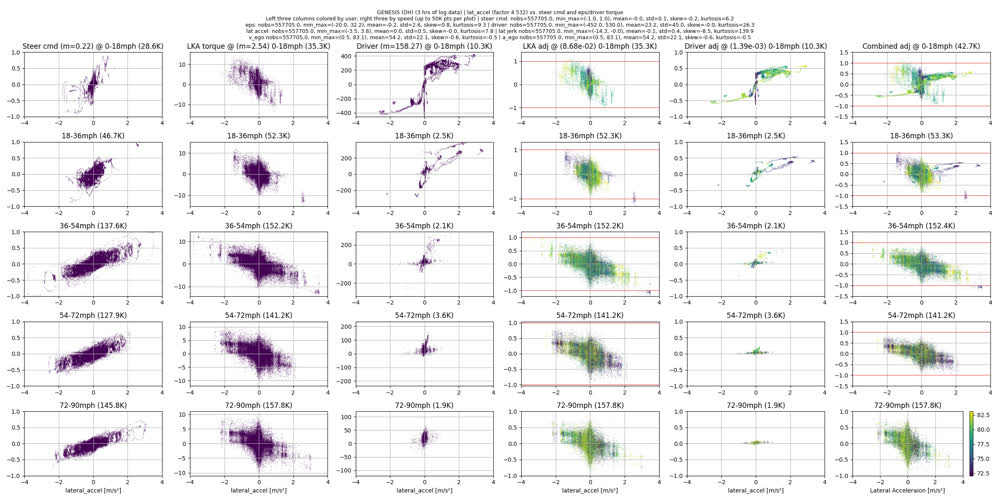 GENESIS (DH) (3 hrs of log data) | lat_accel (factor 4.532) vs. steer cmd and eps/driver torque
Left three columns colored by user, right three by speed (up to 50K pts per plot) | steer cmd  nobs=557705.0, min_max=(-1.0, 1.0), mean=-0.0, std=0.1, skew=-0.2, kurtosis=6.2
eps:  nobs=557705.0, min_max=(-20.0, 32.2), mean=-0.2, std=2.6, skew=0.8, kurtosis=9.3 | driver:  nobs=557705.0, min_max=(-452.0, 530.0), mean=23.2, std=45.0, skew=0.1, kurtosis=26.3
lat accel: nobs=557705.0, min_max=(-3.5, 3.8), mean=0.0, std=0.5, skew=-0.0, kurtosis=7.8 | lat jerk nobs=557705.0, min_max=(-14.3, -0.0), mean=-0.1, std=0.4, skew=-8.5, kurtosis=139.9
v_ego nobs=557705.0, min_max=(0.5, 83.1), mean=54.2, std=22.1, skew=-0.6, kurtosis=-0.5 | a_ego nobs=557705.0, min_max=(0.5, 83.1), mean=54.2, std=22.1, skew=-0.6, kurtosis=-0.5
Steer cmd (m=0.22) @ 0-18mph (28.6K)
LKA torque @ (m=2.54) 0-18mph (35.3K)
Driver (m=158.27) @ 0-18mph (10.3K)
LKA adj @ (8.68e-02) 0-18mph (35.3K)
Driver adj @ (1.39e-03) 0-18mph (10.3K)
Combined adj @ 0-18mph (42.7K)
18-36mph (46.7K)
18-36mph (52.3K)
18-36mph (2.5K)
18-36mph (52.3K)
18-36mph (2.5K)
18-36mph (53.3K)
36-54mph (137.6K)
36-54mph (152.2K)
36-54mph (2.1K)
36-54mph (152.2K)
36-54mph (2.1K)
36-54mph (152.4K)
54-72mph (127.9K)
54-72mph (141.2K)
54-72mph (3.6K)
54-72mph (141.2K)
54-72mph (3.6K)
54-72mph (141.2K)
72-90mph (145.8K)
72-90mph (157.8K)
72-90mph (1.9K)
72-90mph (157.8K)
72-90mph (1.9K)
72-90mph (157.8K)
82.5
80.0
77.5
75.0
72.5
lateral_accel [m/s²]
lateral_accel [m/s²]
lateral_accel [m/s²]
lateral_accel [m/s²]
lateral_accel [m/s²]
Lateral Acceleraion [m/s²]